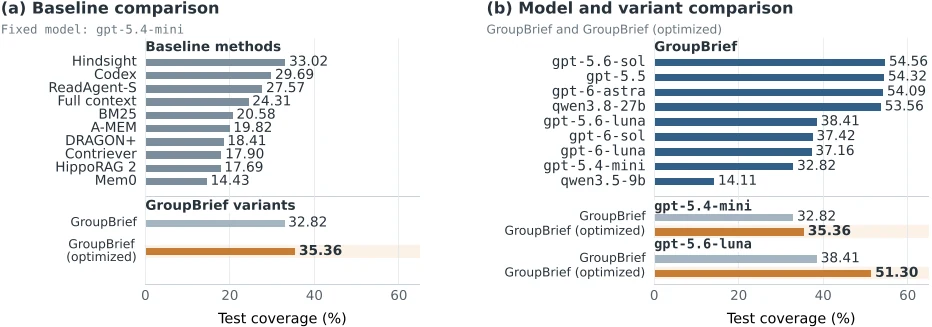 (a) Baseline comparison
Fixed model: gpt-5.4-mini
Baseline methods
Hindsight 33.02
Codex 29.69
ReadAgent-S 27.57
Full context 24.31
BM25 20.58
A-MEM 19.82
DRAGON+ 18.41
Contriever 17.90
HippoRAG 2 17.69
Mem0 14.43
GroupBrief variants
GroupBrief 32.82
GroupBrief
(optimized) 35.36
0 20 40 60
Test coverage (%)
(b) Model and variant comparison
GroupBrief and GroupBrief (optimized)
GroupBrief
gpt-5.6-sol 54.56
gpt-5.5 54.32
gpt-6-astra 54.09
qwen3.8-27b 53.56
gpt-5.6-luna 38.41
gpt-6-sol 37.42
gpt-6-luna 37.16
gpt-5.4-mini 32.82
qwen3.5-9b 14.11
gpt-5.4-mini
GroupBrief 32.82
GroupBrief (optimized) 35.36
gpt-5.6-luna
GroupBrief 38.41
GroupBrief (optimized) 51.30
0 20 40 60
Test coverage (%)